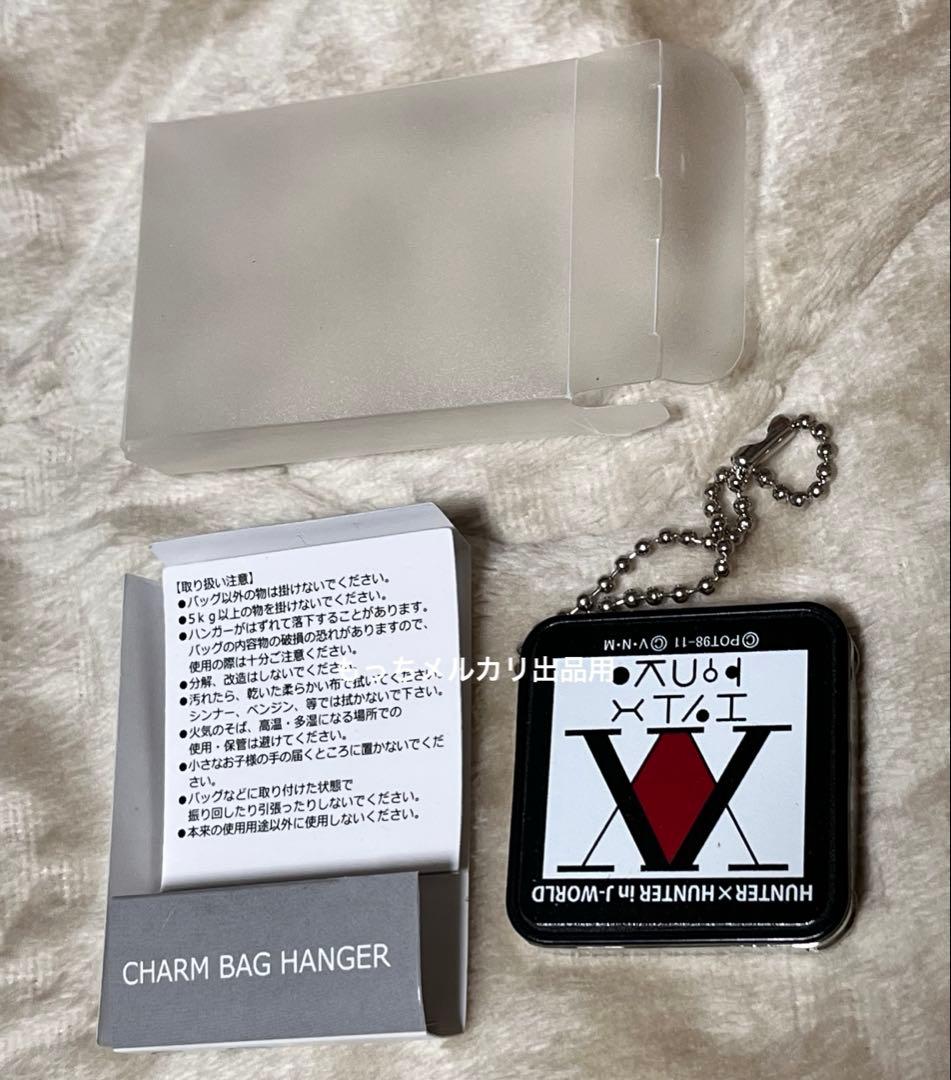 【取り扱い注意】
●バッグ以外の物は掛けないでください。
●5kg以上の物を掛けないでください。
●ハンガーがはずれて落下することがあります。
バッグの内容物の破損の恐れがありますので、
使用の際は十分ご注意ください。
●分解、改造はしないでください。
●汚れたら、乾いた柔らかい布で拭いてください。
シンナー、ベンジン、等では拭かないで下さい。
●火気のそば、高温・多湿になる場所での
使用・保管は避けてください。
●小さなお子様の手の届くところに置かないでくだ
さい。
●バッグなどに取り付けた状態で
振り回したり引張ったりしないでください。
●本来の使用用途以外に使用しないください。
CHARM BAG HANGER
もっちメルカリ出品用
HUNTER×HUNTER in J-WORLD
©POT98-11 ©V・N・M